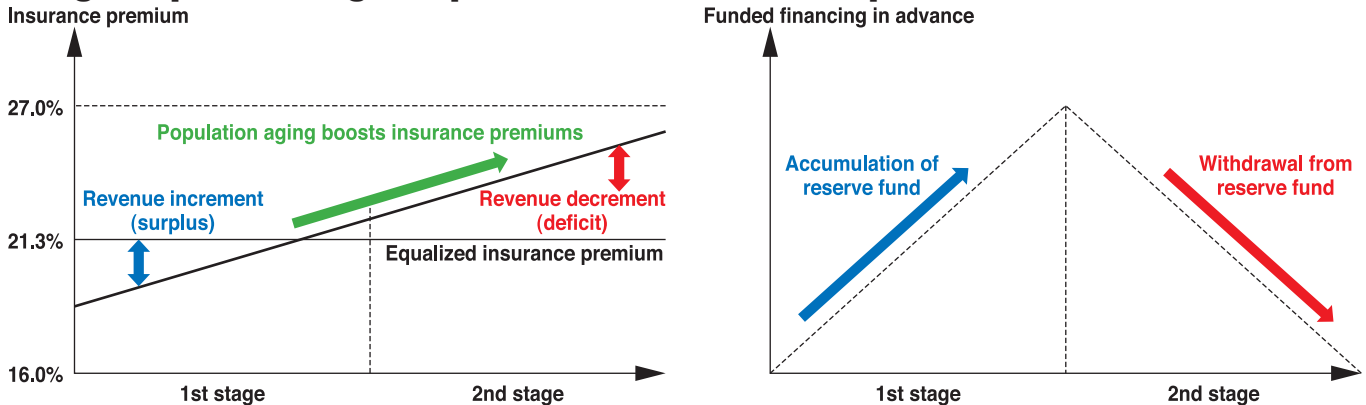 Insurance premium
27.0%
Population aging boosts insurance premiums
Revenue increment
(surplus)
Revenue decrement
(deficit)
21.3%
Equalized insurance premium
16.0%
1st stage
2nd stage
Funded financing in advance
Accumulation of
reserve fund
Withdrawal from
reserve fund
1st stage
2nd stage